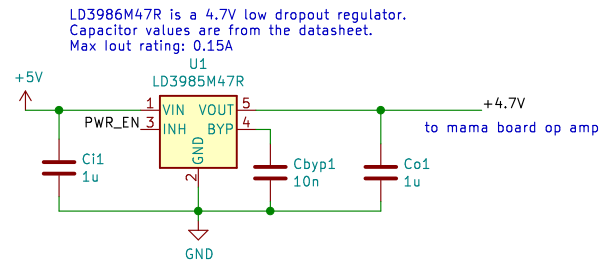 LD3986M47R is a 4.7V low dropout regulator.
Capacitor values are from the datasheet.
Max Iout rating: 0.15A
U1
LD3985M47R
+5V
1
VIN
VOUT
5
+4.7V
PWR_EN
3
INH
BYP
4
to mama board op amp
GND
2
Ci1
1u
Cbyp1
10n
Co1
1u
GND